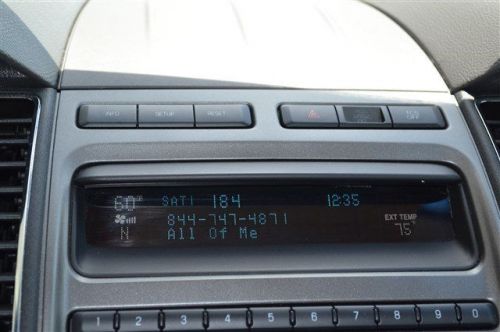 INFO SETUP RESET
OFF
60°F SAT1 184 12:35
844-747-4871 EXT TEMP
N All Of Me 75°
1 2 3 4 5 6 7 8 9 0